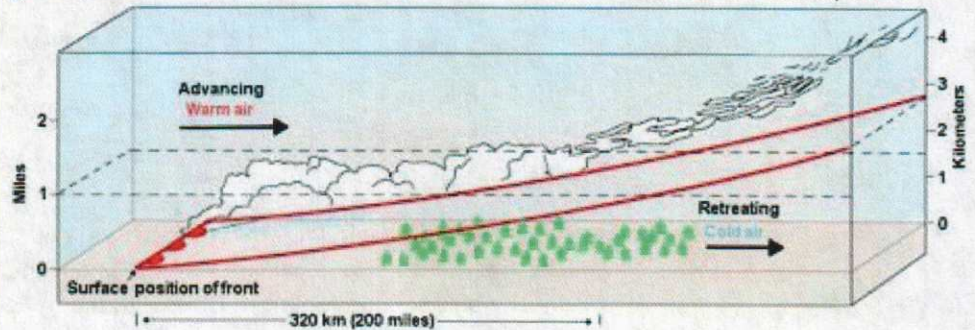 Advancing
Warm air
2
1
0
Miles
4
3
2
1
0
Kilometers
Retreating
Cold air
Surface position of front
320 km (200 miles)